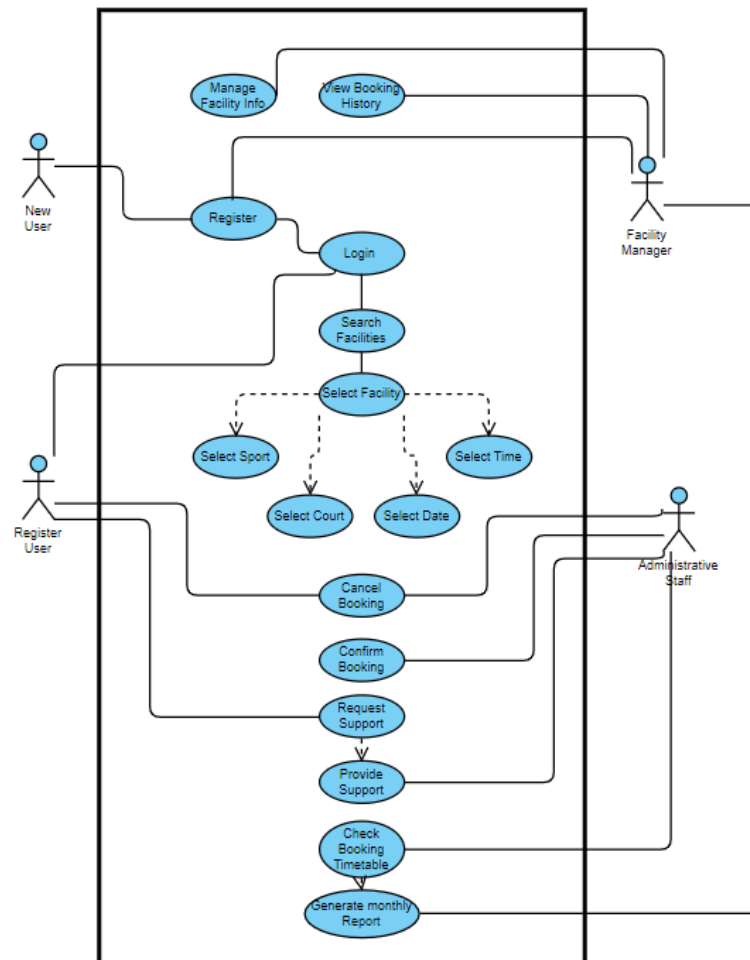 Manage
Facility Info
View Booking
History
New
User
Register
Facility
Manager
Login
Search
Facilities
Select Facility
Select Sport
Select Time
Register
User
Select Court
Select Date
Administrative
Staff
Cancel
Booking
Confirm
Booking
Request
Support
Provide
Support
Check
Booking
Timetable
Generate monthly
Report